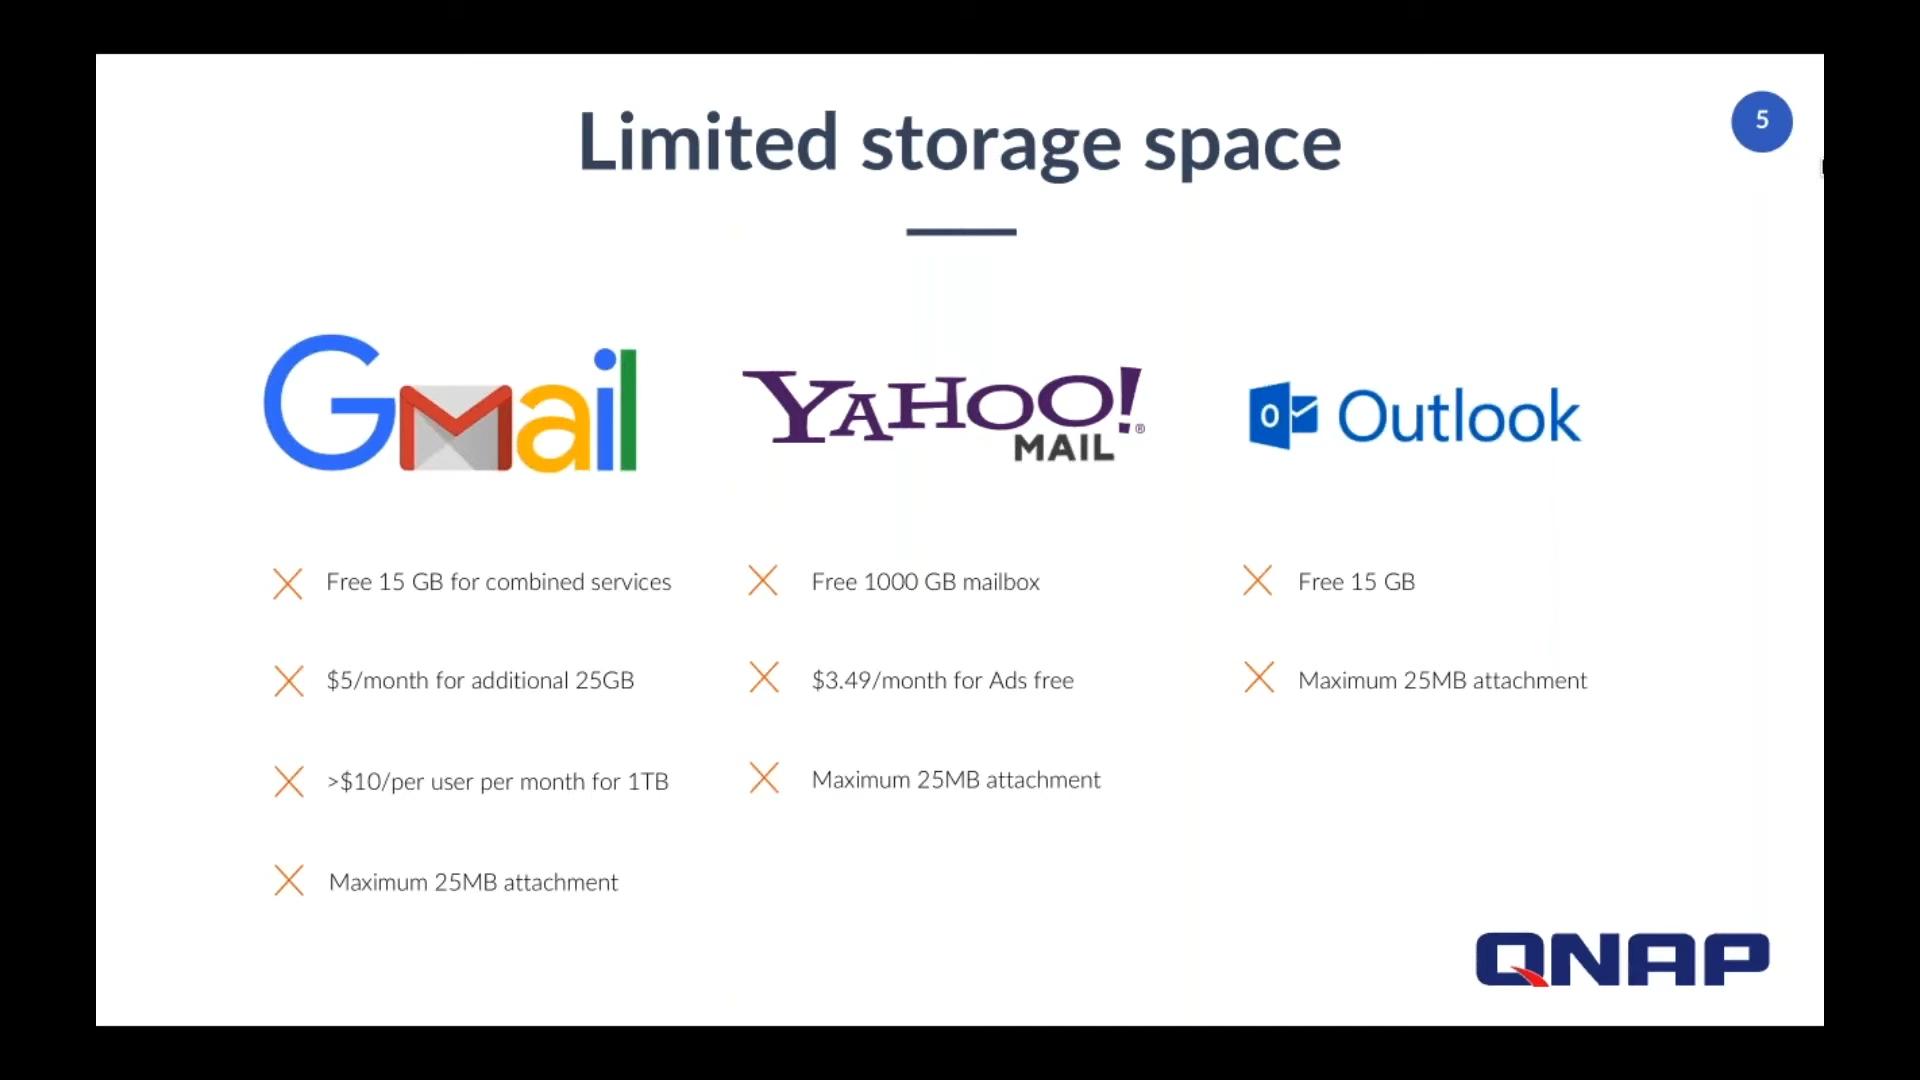 Limited storage space
5
Gmail
YAHOO!®
MAIL
Outlook
Free 15 GB for combined services
$5/month for additional 25GB
>$10/per user per month for 1TB
Maximum 25MB attachment
Free 1000 GB mailbox
$3.49/month for Ads free
Maximum 25MB attachment
Free 15 GB
Maximum 25MB attachment
QNAP